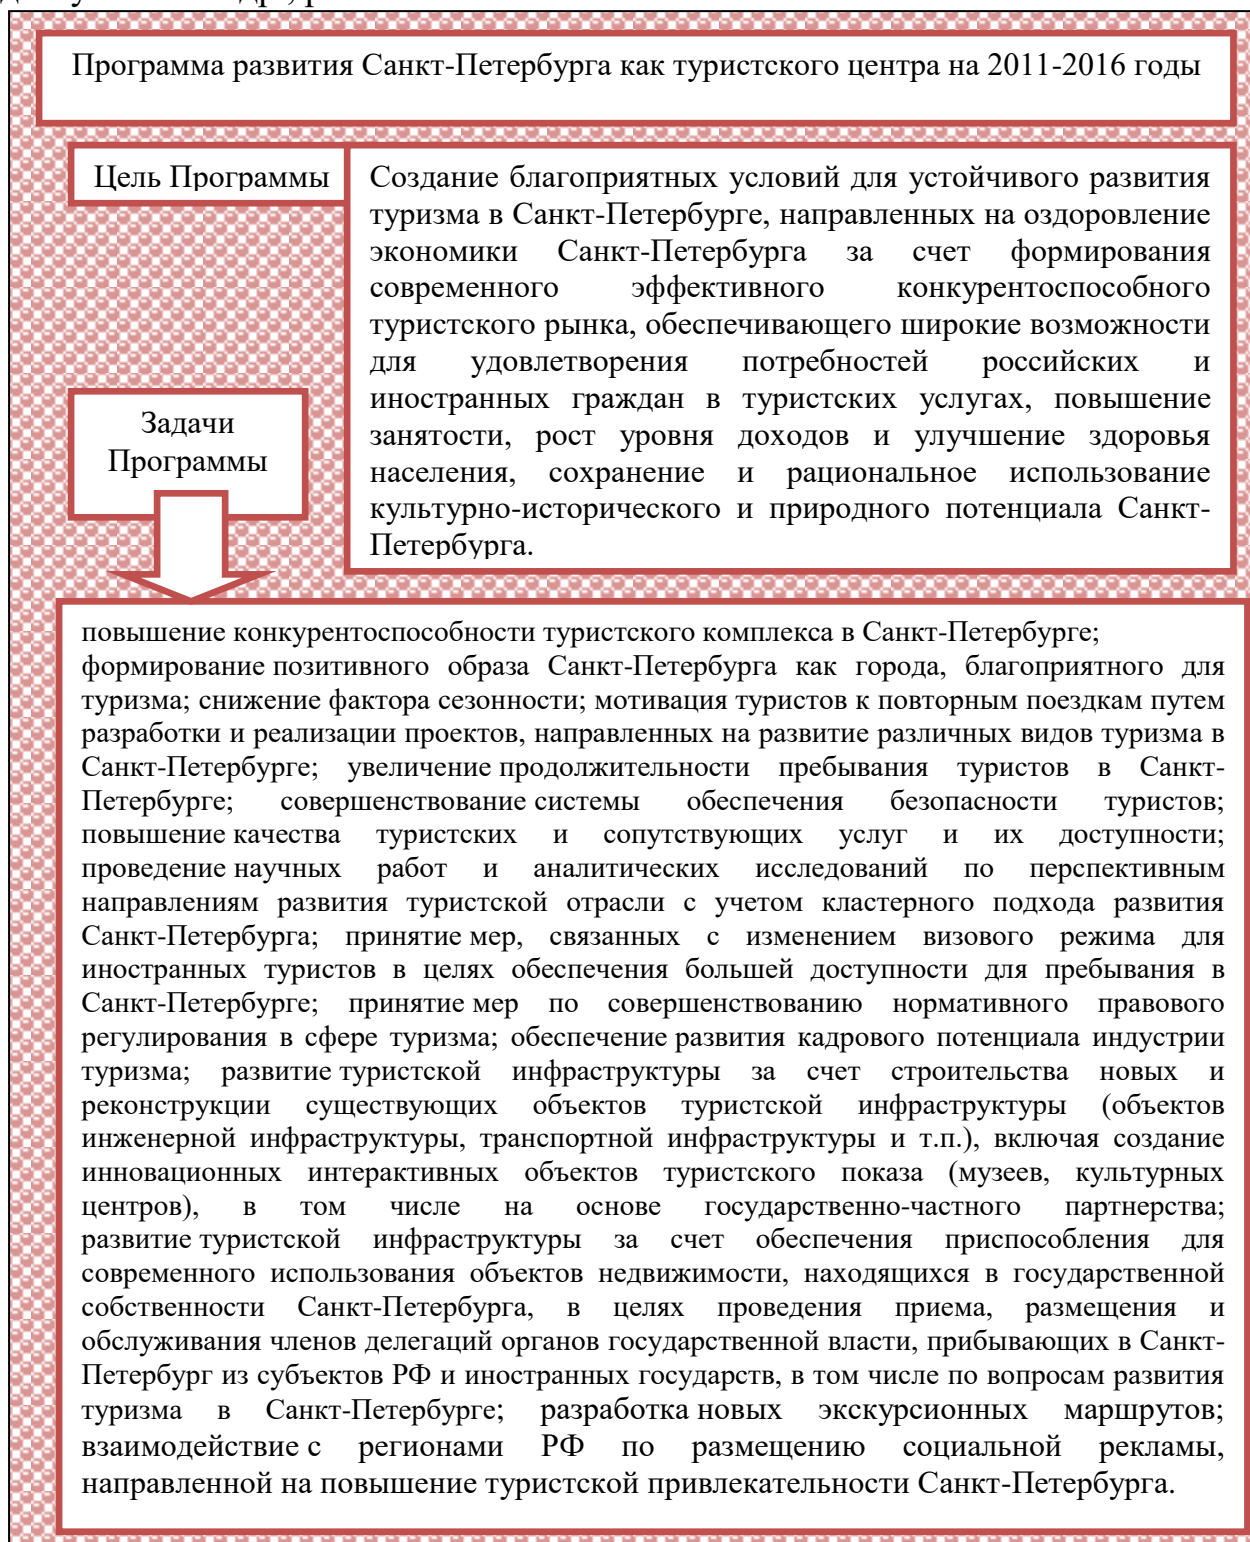 Программа развития Санкт-Петербурга как туристского центра на 2011-2016 годы
Цель Программы
Создание благоприятных условий для устойчивого развития
туризма в Санкт-Петербурге, направленных на оздоровление
экономики Санкт-Петербурга за счет формирования
современного эффективного конкурентоспособного
туристского рынка, обеспечивающего широкие возможности
для удовлетворения потребностей российских и
иностранных граждан в туристских услугах, повышение
занятости, рост уровня доходов и улучшение здоровья
населения, сохранение и рациональное использование
культурно-исторического и природного потенциала Санкт-
Петербурга.
Задачи
Программы
повышение конкурентоспособности туристского комплекса в Санкт-Петербурге;
формирование позитивного образа Санкт-Петербурга как города, благоприятного для
туризма; снижение фактора сезонности; мотивация туристов к повторным поездкам путем
разработки и реализации проектов, направленных на развитие различных видов туризма в
Санкт-Петербурге; увеличение продолжительности пребывания туристов в Санкт-
Петербурге; совершенствование системы обеспечения безопасности туристов;
повышение качества туристских и сопутствующих услуг и их доступности;
проведение научных работ и аналитических исследований по перспективным
направлениям развития туристской отрасли с учетом кластерного подхода развития
Санкт-Петербурга; принятие мер, связанных с изменением визового режима для
иностранных туристов в целях обеспечения большей доступности для пребывания в
Санкт-Петербурге; принятие мер по совершенствованию нормативного правового
регулирования в сфере туризма; обеспечение развития кадрового потенциала индустрии
туризма; развитие туристской инфраструктуры за счет строительства новых и
реконструкции существующих объектов туристской инфраструктуры (объектов
инженерной инфраструктуры, транспортной инфраструктуры и т.п.), включая создание
инновационных интерактивных объектов туристского показа (музеев, культурных
центров), в том числе на основе государственно-частного партнерства;
развитие туристской инфраструктуры за счет обеспечения приспособления для
современного использования объектов недвижимости, находящихся в государственной
собственности Санкт-Петербурга, в целях проведения приема, размещения и
обслуживания членов делегаций органов государственной власти, прибывающих в Санкт-
Петербург из субъектов РФ и иностранных государств, в том числе по вопросам развития
туризма в Санкт-Петербурге; разработка новых экскурсионных маршрутов;
взаимодействие с регионами РФ по размещению социальной рекламы,
направленной на повышение туристской привлекательности Санкт-Петербурга.